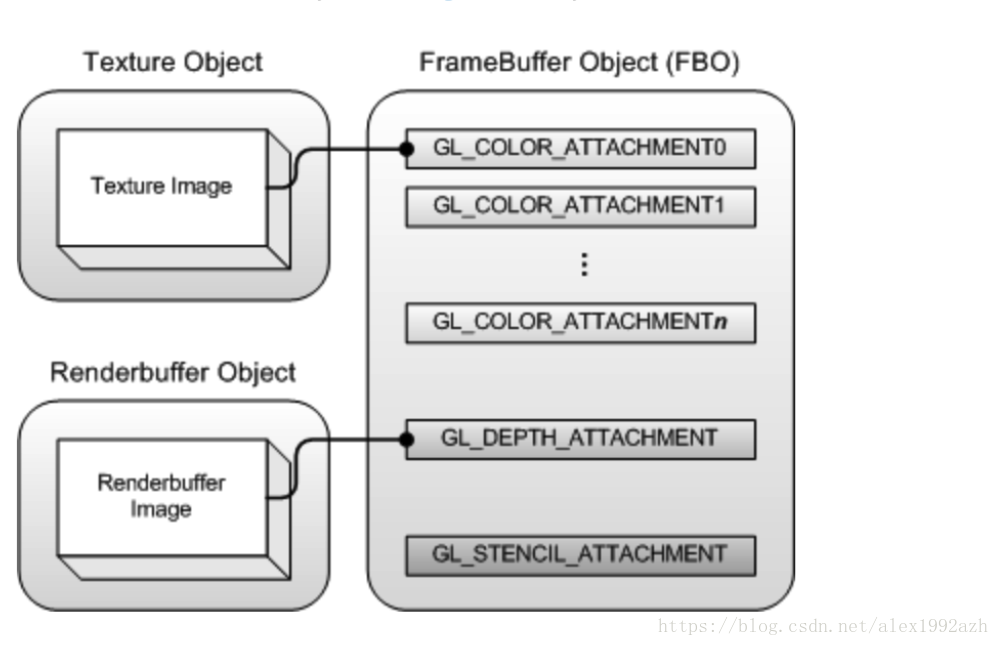 Texture Object
FrameBuffer Object (FBO)
Texture Image
GL_COLOR_ATTACHMENT0
GL_COLOR_ATTACHMENT1
⋮
GL_COLOR_ATTACHMENTn
Renderbuffer Object
Renderbuffer
Image
GL_DEPTH_ATTACHMENT
GL_STENCIL_ATTACHMENT
https://blog.csdn.net/alex1992azh